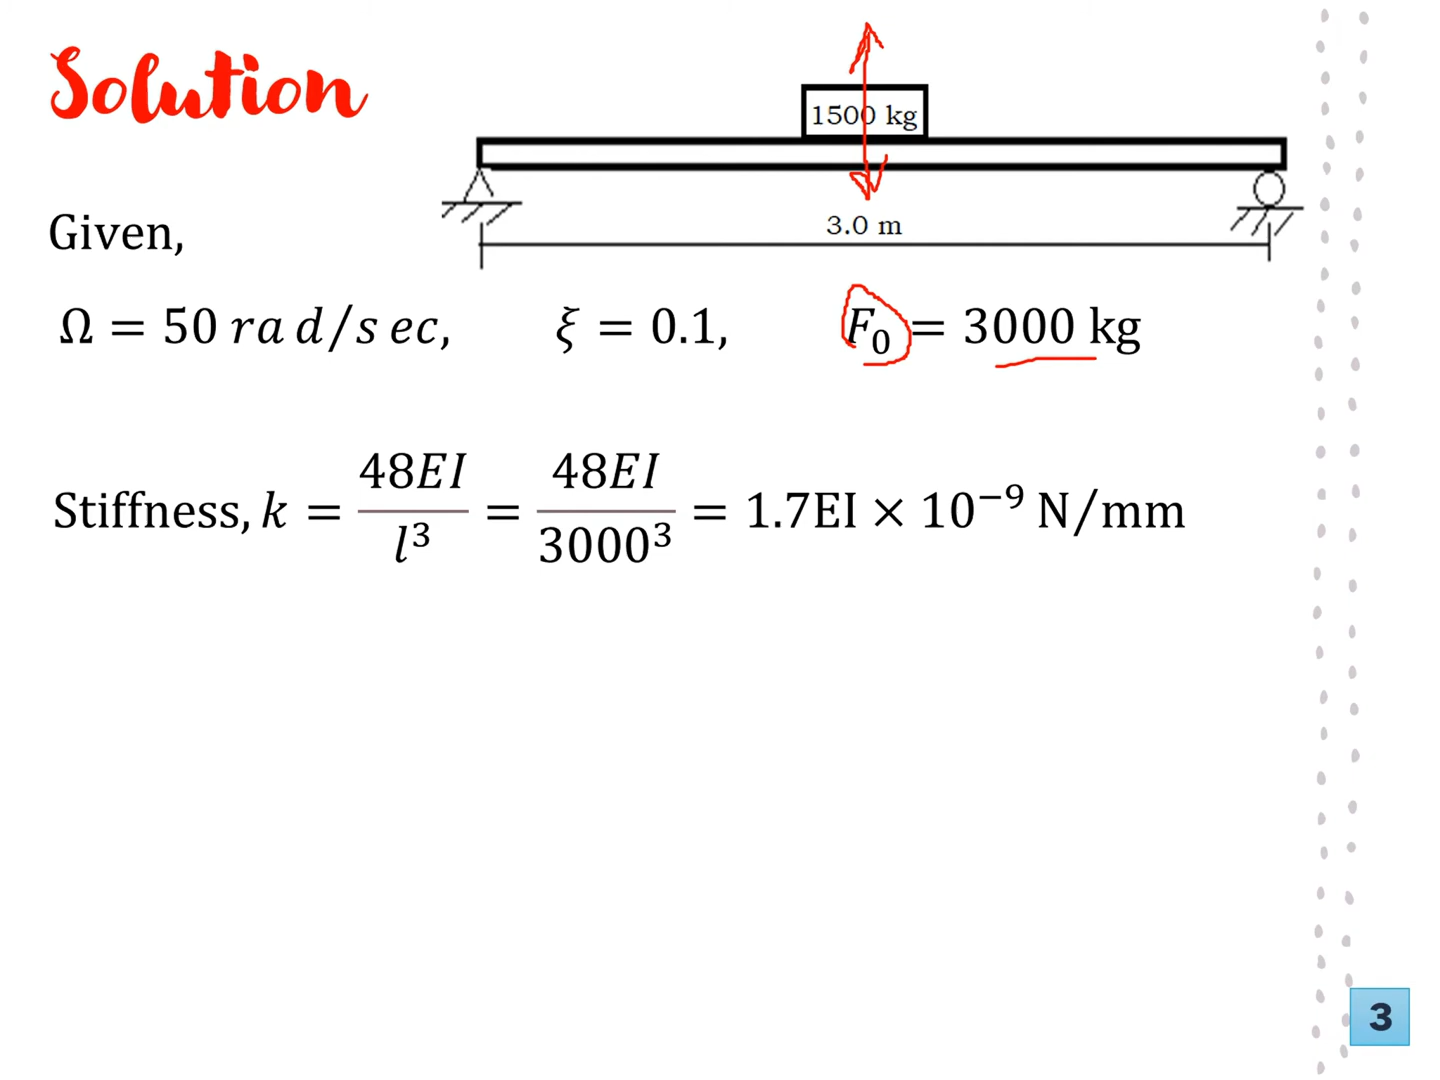 Solution
1500 kg
3.0 m
Given,
Ω = 50 rad/sec, ξ = 0.1, F₀ = 3000 kg
Stiffness, k = 48EI/l³ = 48EI/3000³ = 1.7EI × 10⁻⁹ N/mm
3